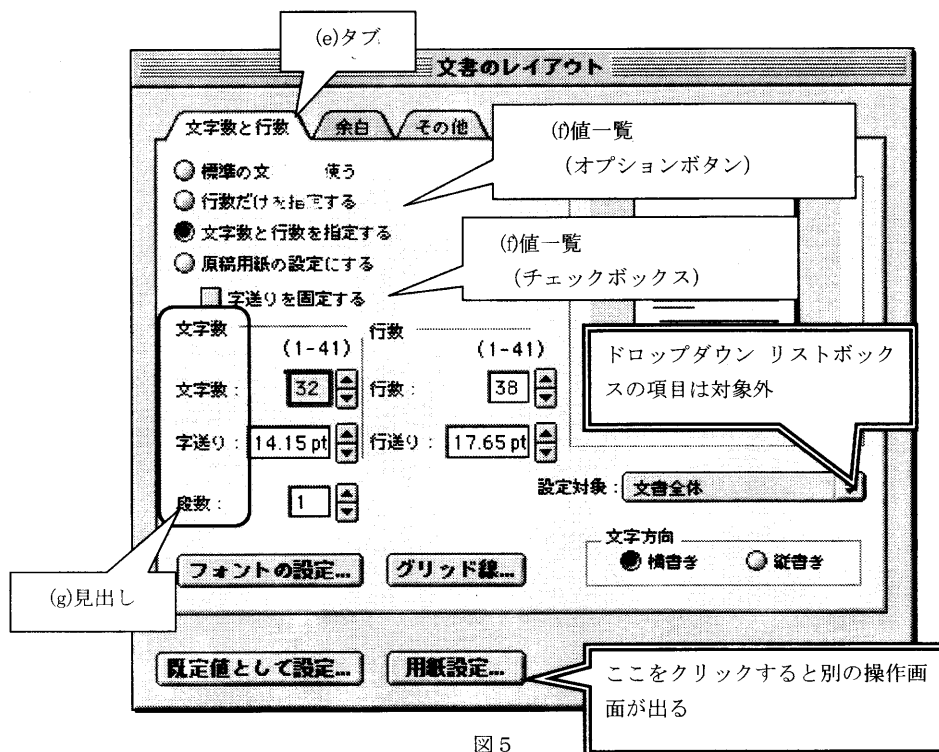 (e)タブ
文書のレイアウト
文字数と行数
余白
その他
(f)値一覧
(オプションボタン)
標準の文 使う
行数だけを指定する
文字数と行数を指定する
原稿用紙の設定にする
(f)値一覧
(チェックボックス)
字送りを固定する
文字数 行数
(1-41) (1-41)
ドロップダウン リストボック
スの項目は対象外
文字数: 32 行数: 38
字送り: 14.15 pt 行送り: 17.65 pt
設定対象: 文書全体
段数: 1
文字方向
横書き 縦書き
フォントの設定... グリッド線...
(g)見出し
既定値として設定... 用紙設定...
ここをクリックすると別の操作画
面が出る
図5